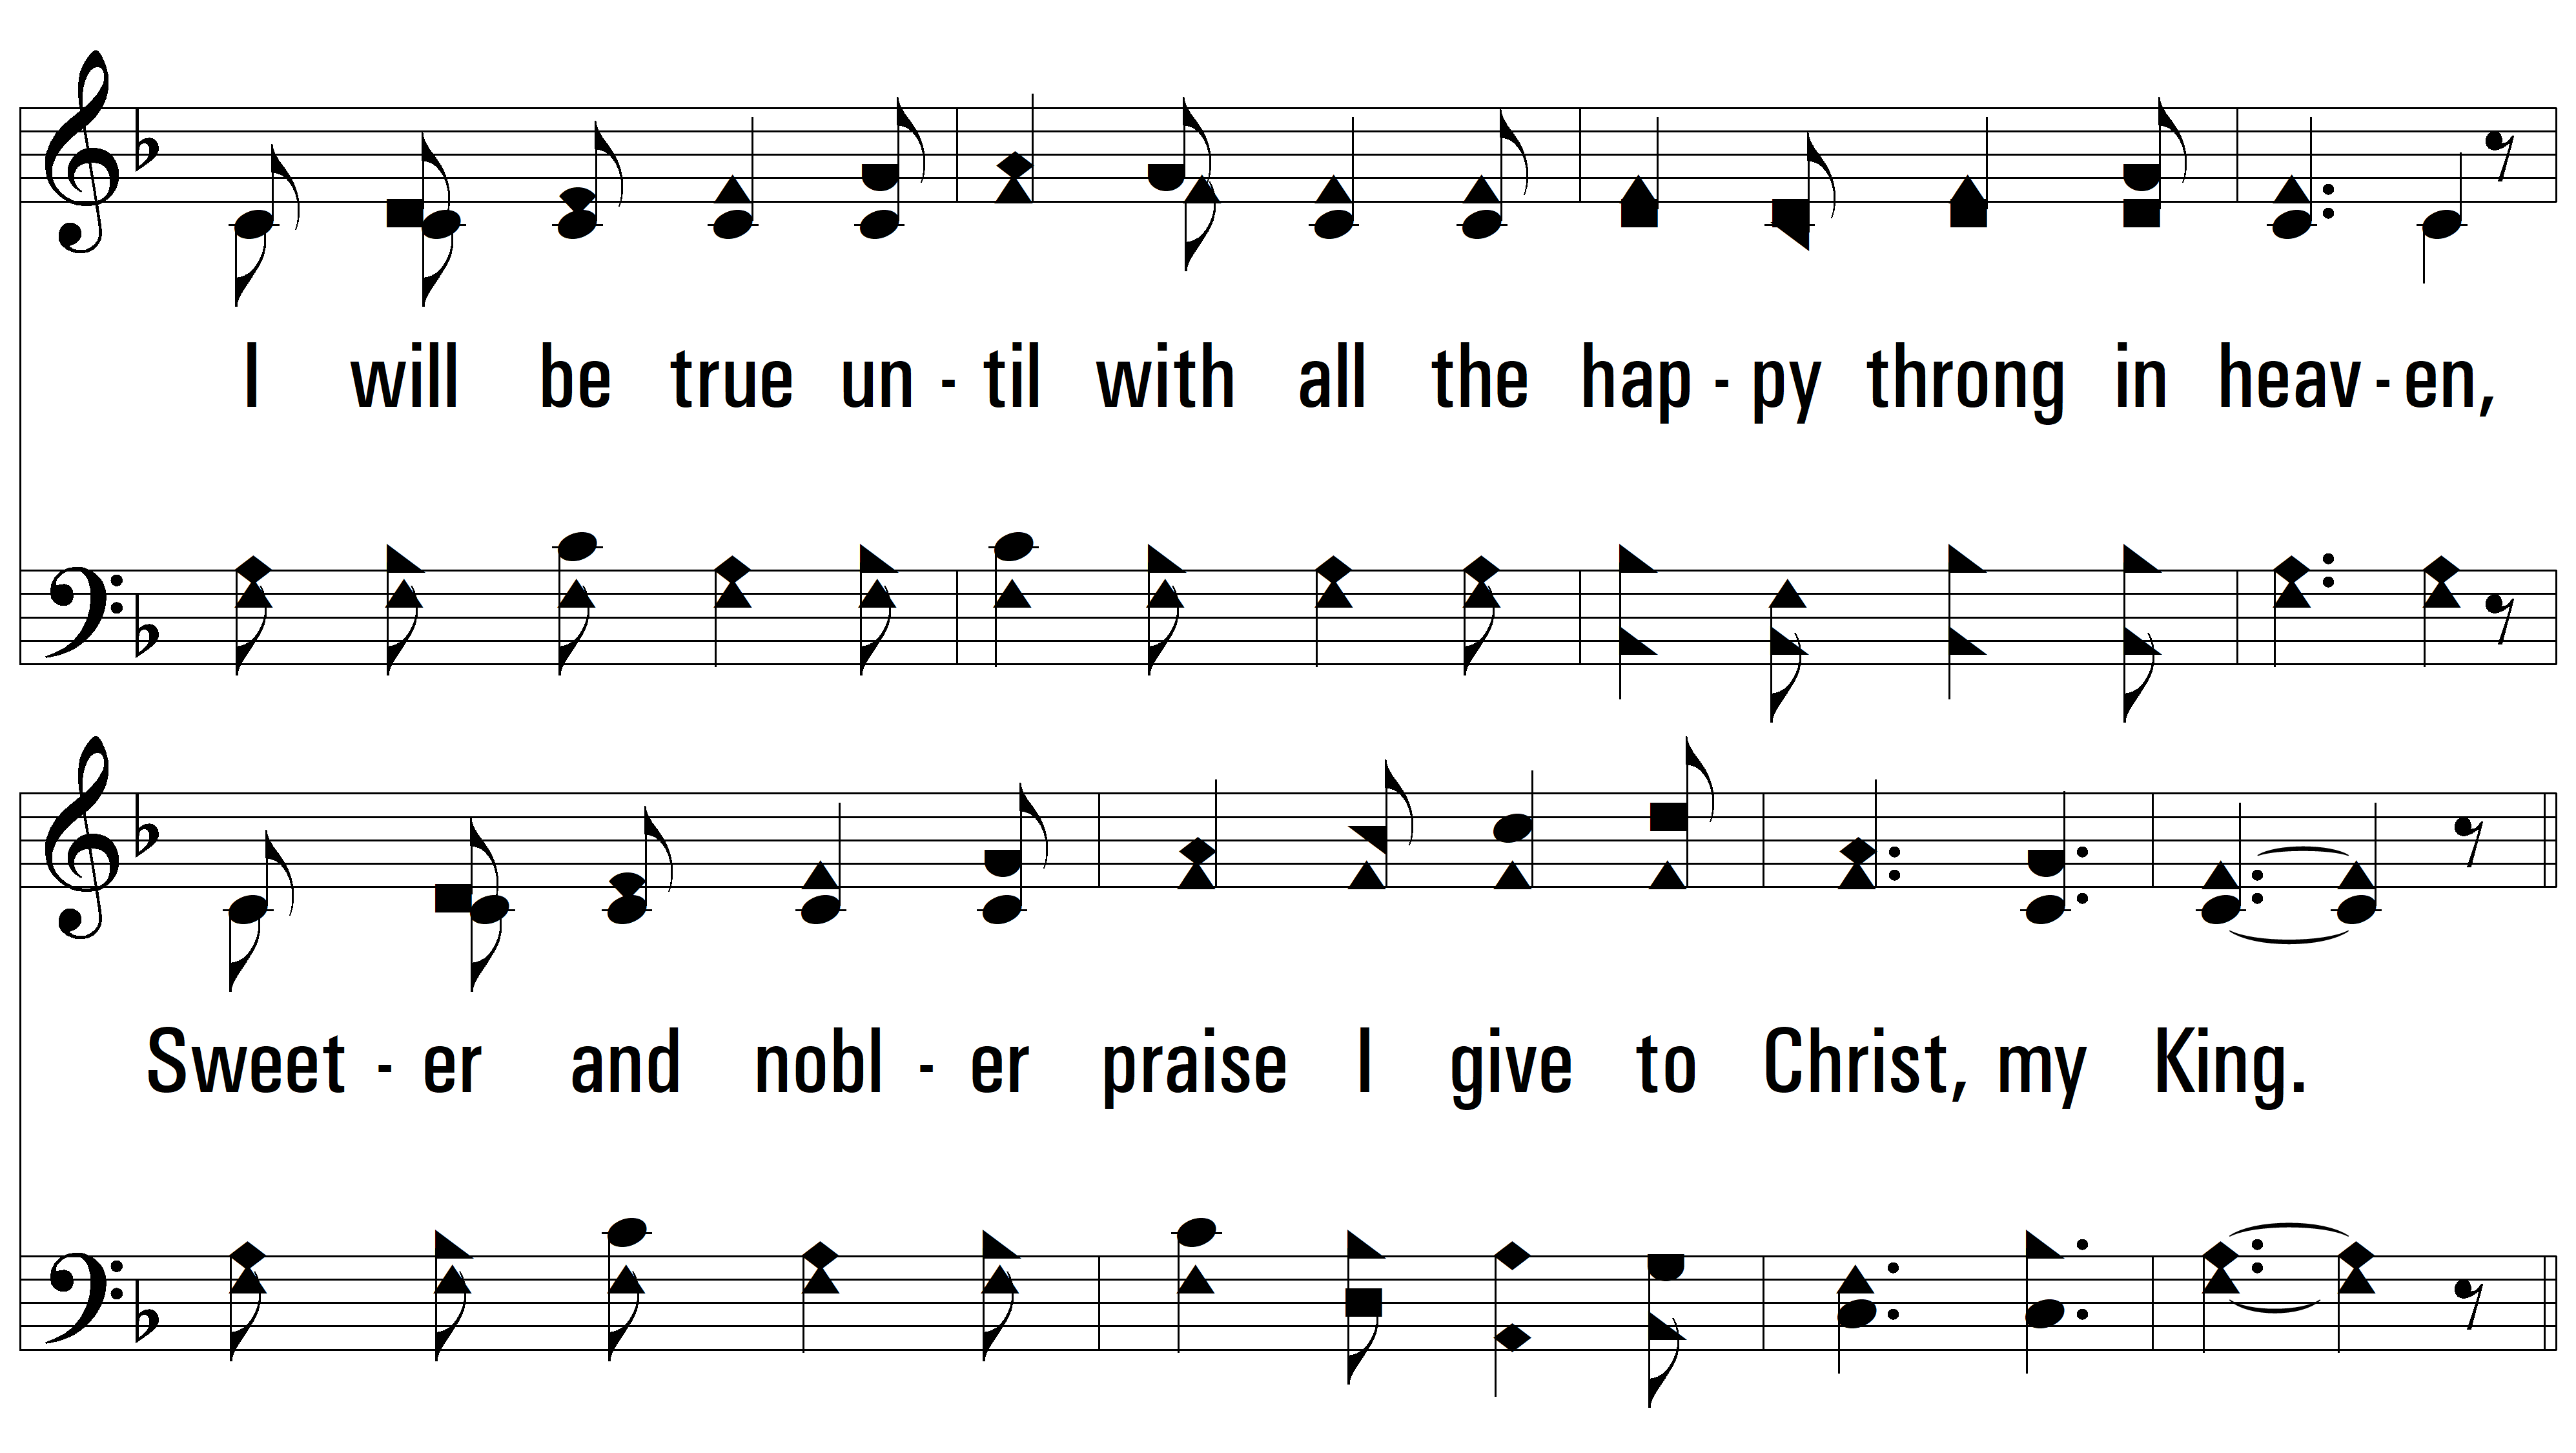 I will be true un - til with all the hap - py throng in heav - en,
Sweet - er and nobl - er praise I give to Christ, my King.